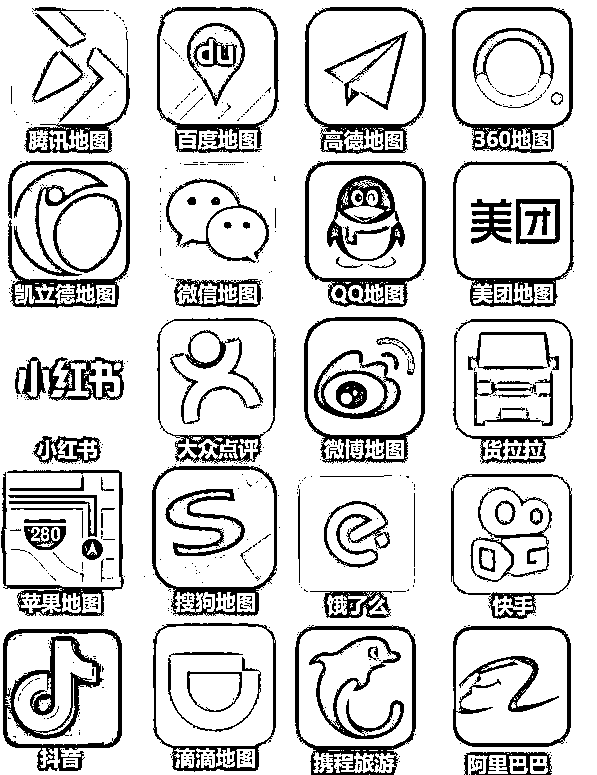 du
腾讯地图 百度地图 高德地图 360地图
美团
凯立德地图 微信地图 QQ地图 美团地图
小红书
小红书 大众点评 微博地图 货拉拉
280
苹果地图 搜狗地图 饿了么 快手
抖音 滴滴地图 携程旅游 阿里巴巴